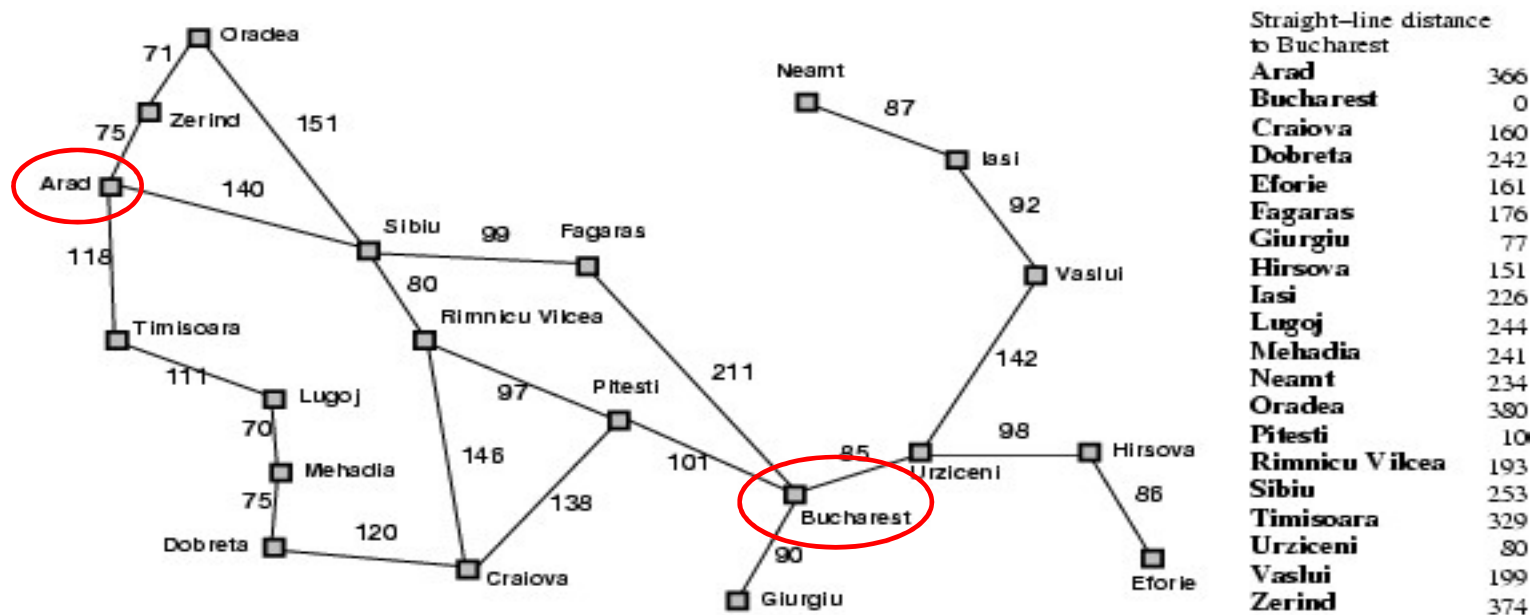 Oradea
71
Neamt
87
Zerind
151
75
Iasi
Arad
140
92
Sibiu
99
Fagaras
118
80
Vaslui
Timisoara
Rimnicu Vilcea
142
111
211
Lugoj
97
Pitesti
70
98
Hirsova
146
85
Mehadia
101
Urziceni
75
138
86
120
Bucharest
Dobreta
90
Craiova
Eforie
Giurgiu
Straight-line distance
to Bucharest
Arad 366
Bucharest 0
Craiova 160
Dobreta 242
Eforie 161
Fagaras 176
Giurgiu 77
Hirsova 151
Iasi 226
Lugoj 244
Mehadia 241
Neamt 234
Oradea 380
Pitesti
Rimnicu Vilcea 193
Sibiu 253
Timisoara 329
Urziceni 80
Vaslui 199
Zerind 374